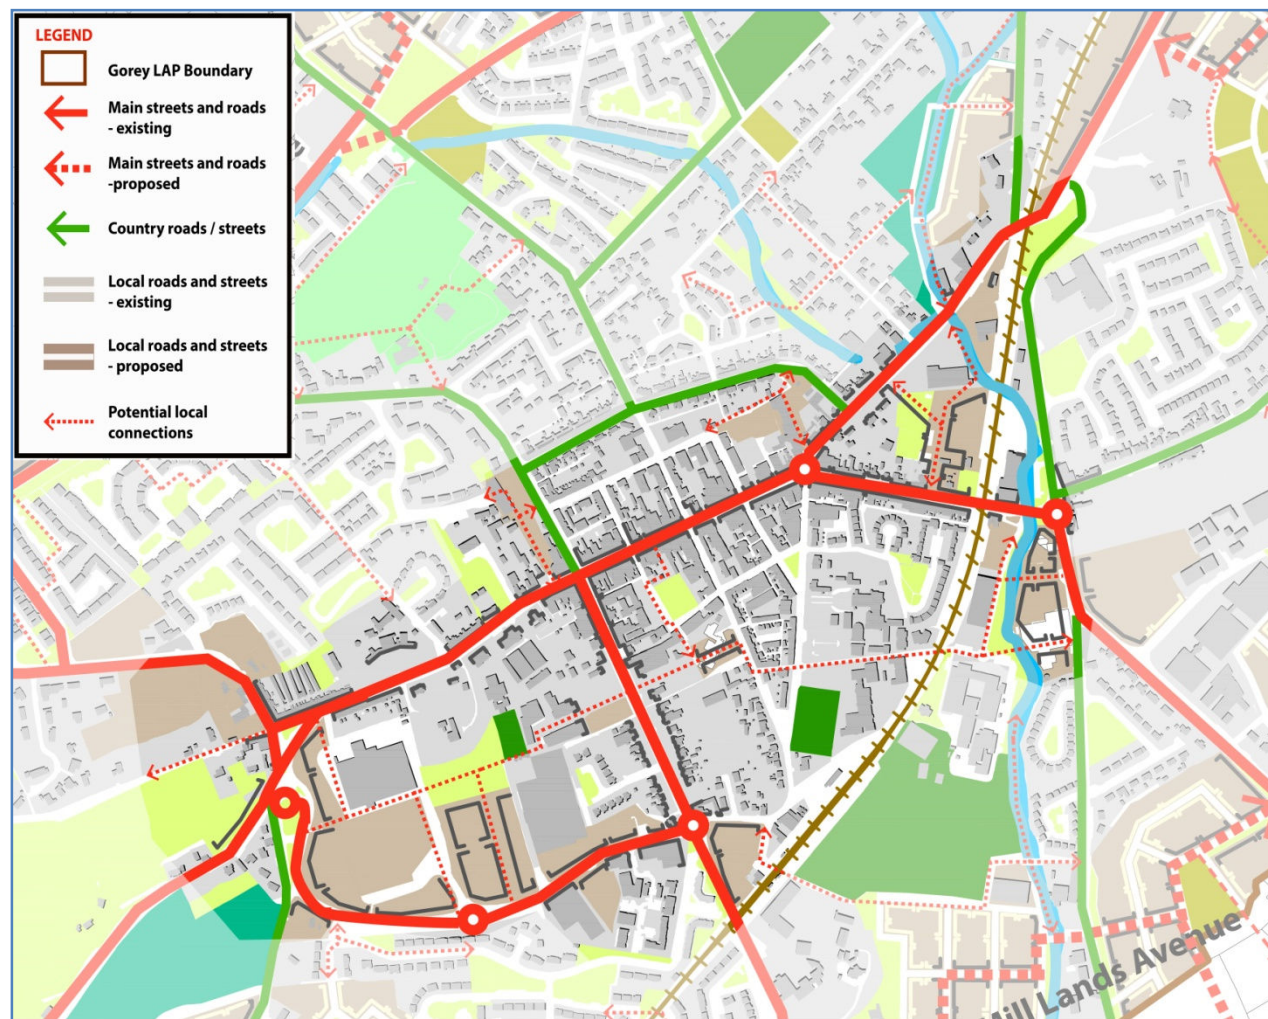 LEGEND
Gorey LAP Boundary
Main streets and roads
- existing
Main streets and roads
-proposed
Country roads / streets
Local roads and streets
- existing
Local roads and streets
- proposed
Potential local
connections
Mill Lands Avenue